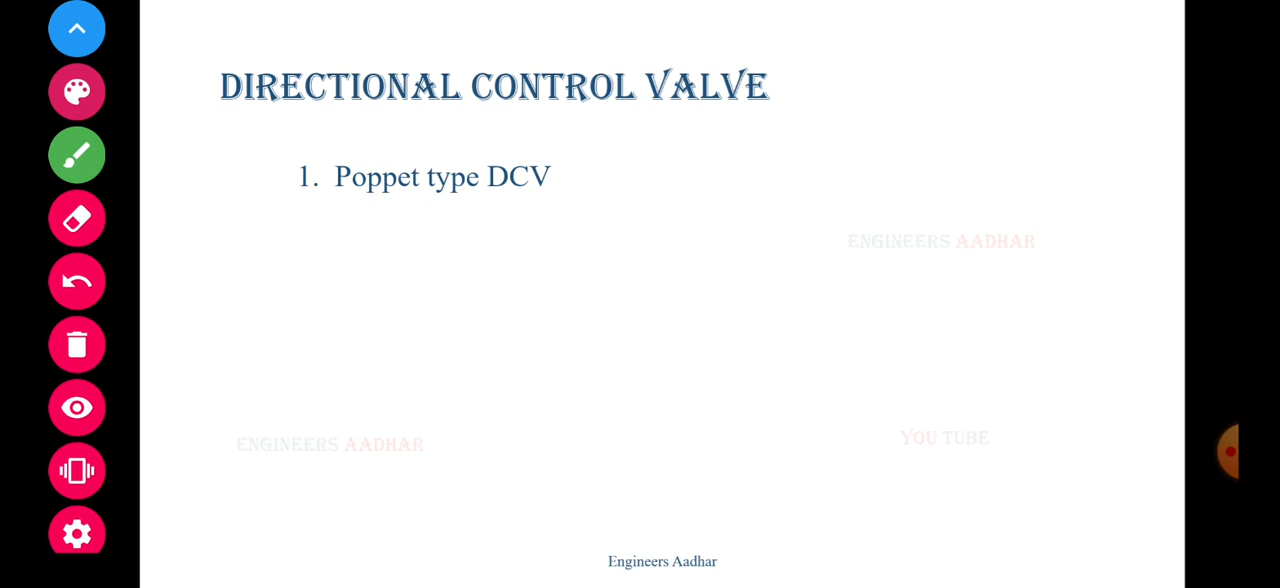 DIRECTIONAL CONTROL VALVE
1. Poppet type DCV
ENGINEERS AADHAR
ENGINEERS AADHAR
YOU TUBE
Engineers Aadhar